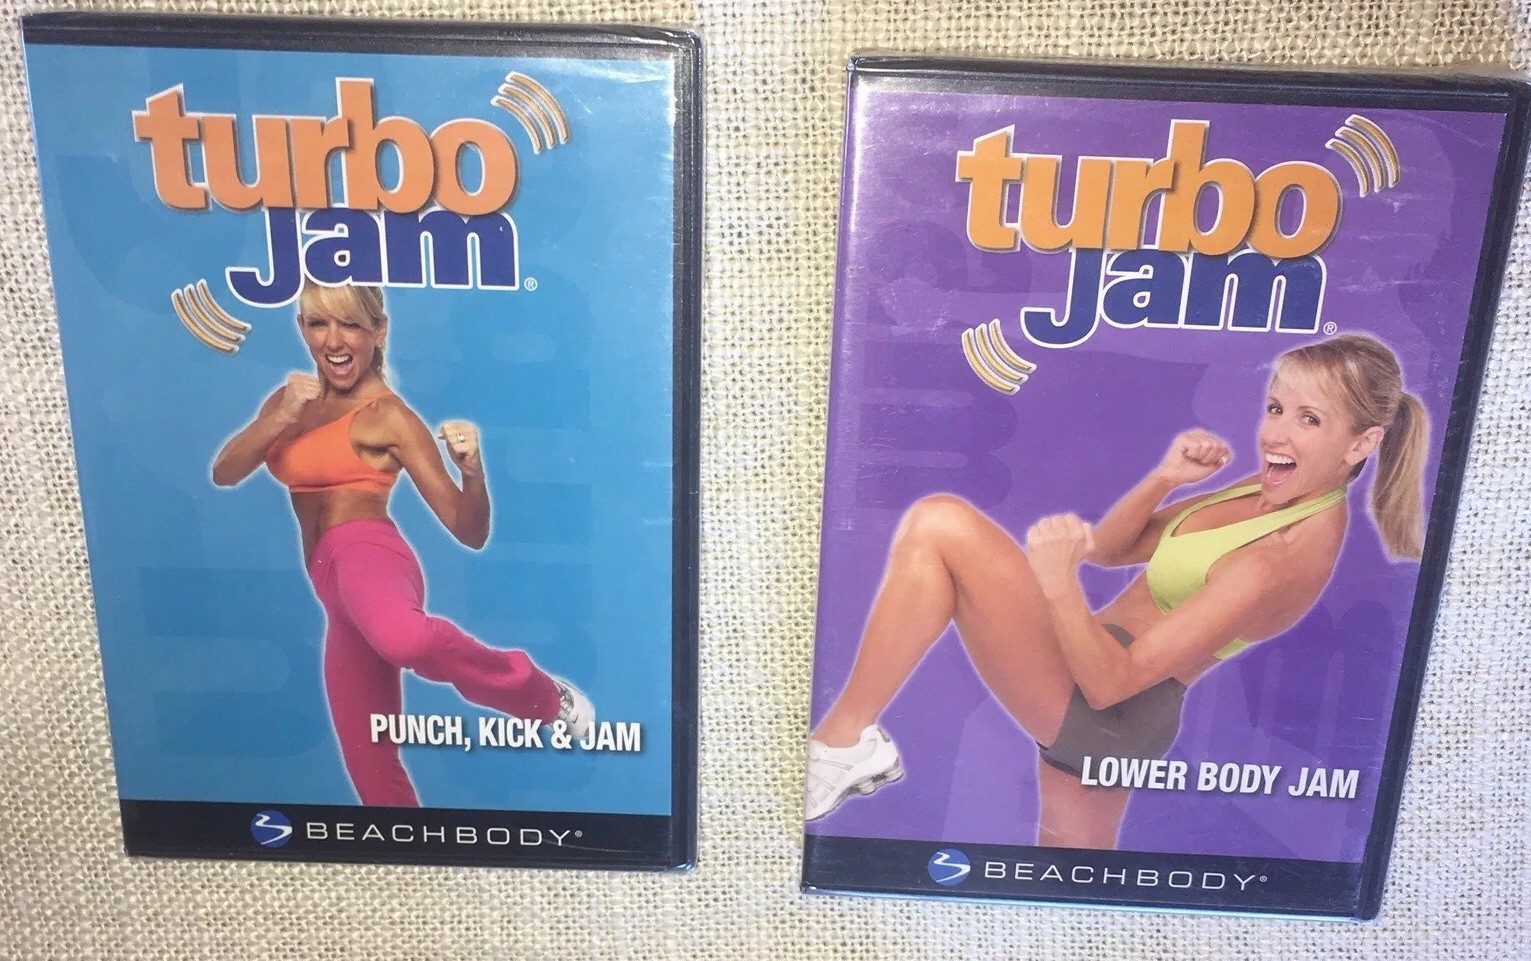 turbo
jam®
PUNCH, KICK & JAM
BEACHBODY®
turbo
jam®
LOWER BODY JAM
BEACHBODY®